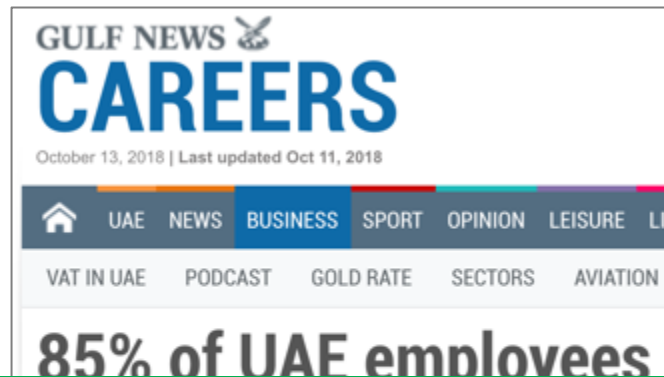 GULF NEWS
CAREERS
October 13, 2018 | Last updated Oct 11, 2018
UAE NEWS BUSINESS SPORT OPINION LEISURE
VAT IN UAE PODCAST GOLD RATE SECTORS AVIATION
85% of UAE employees